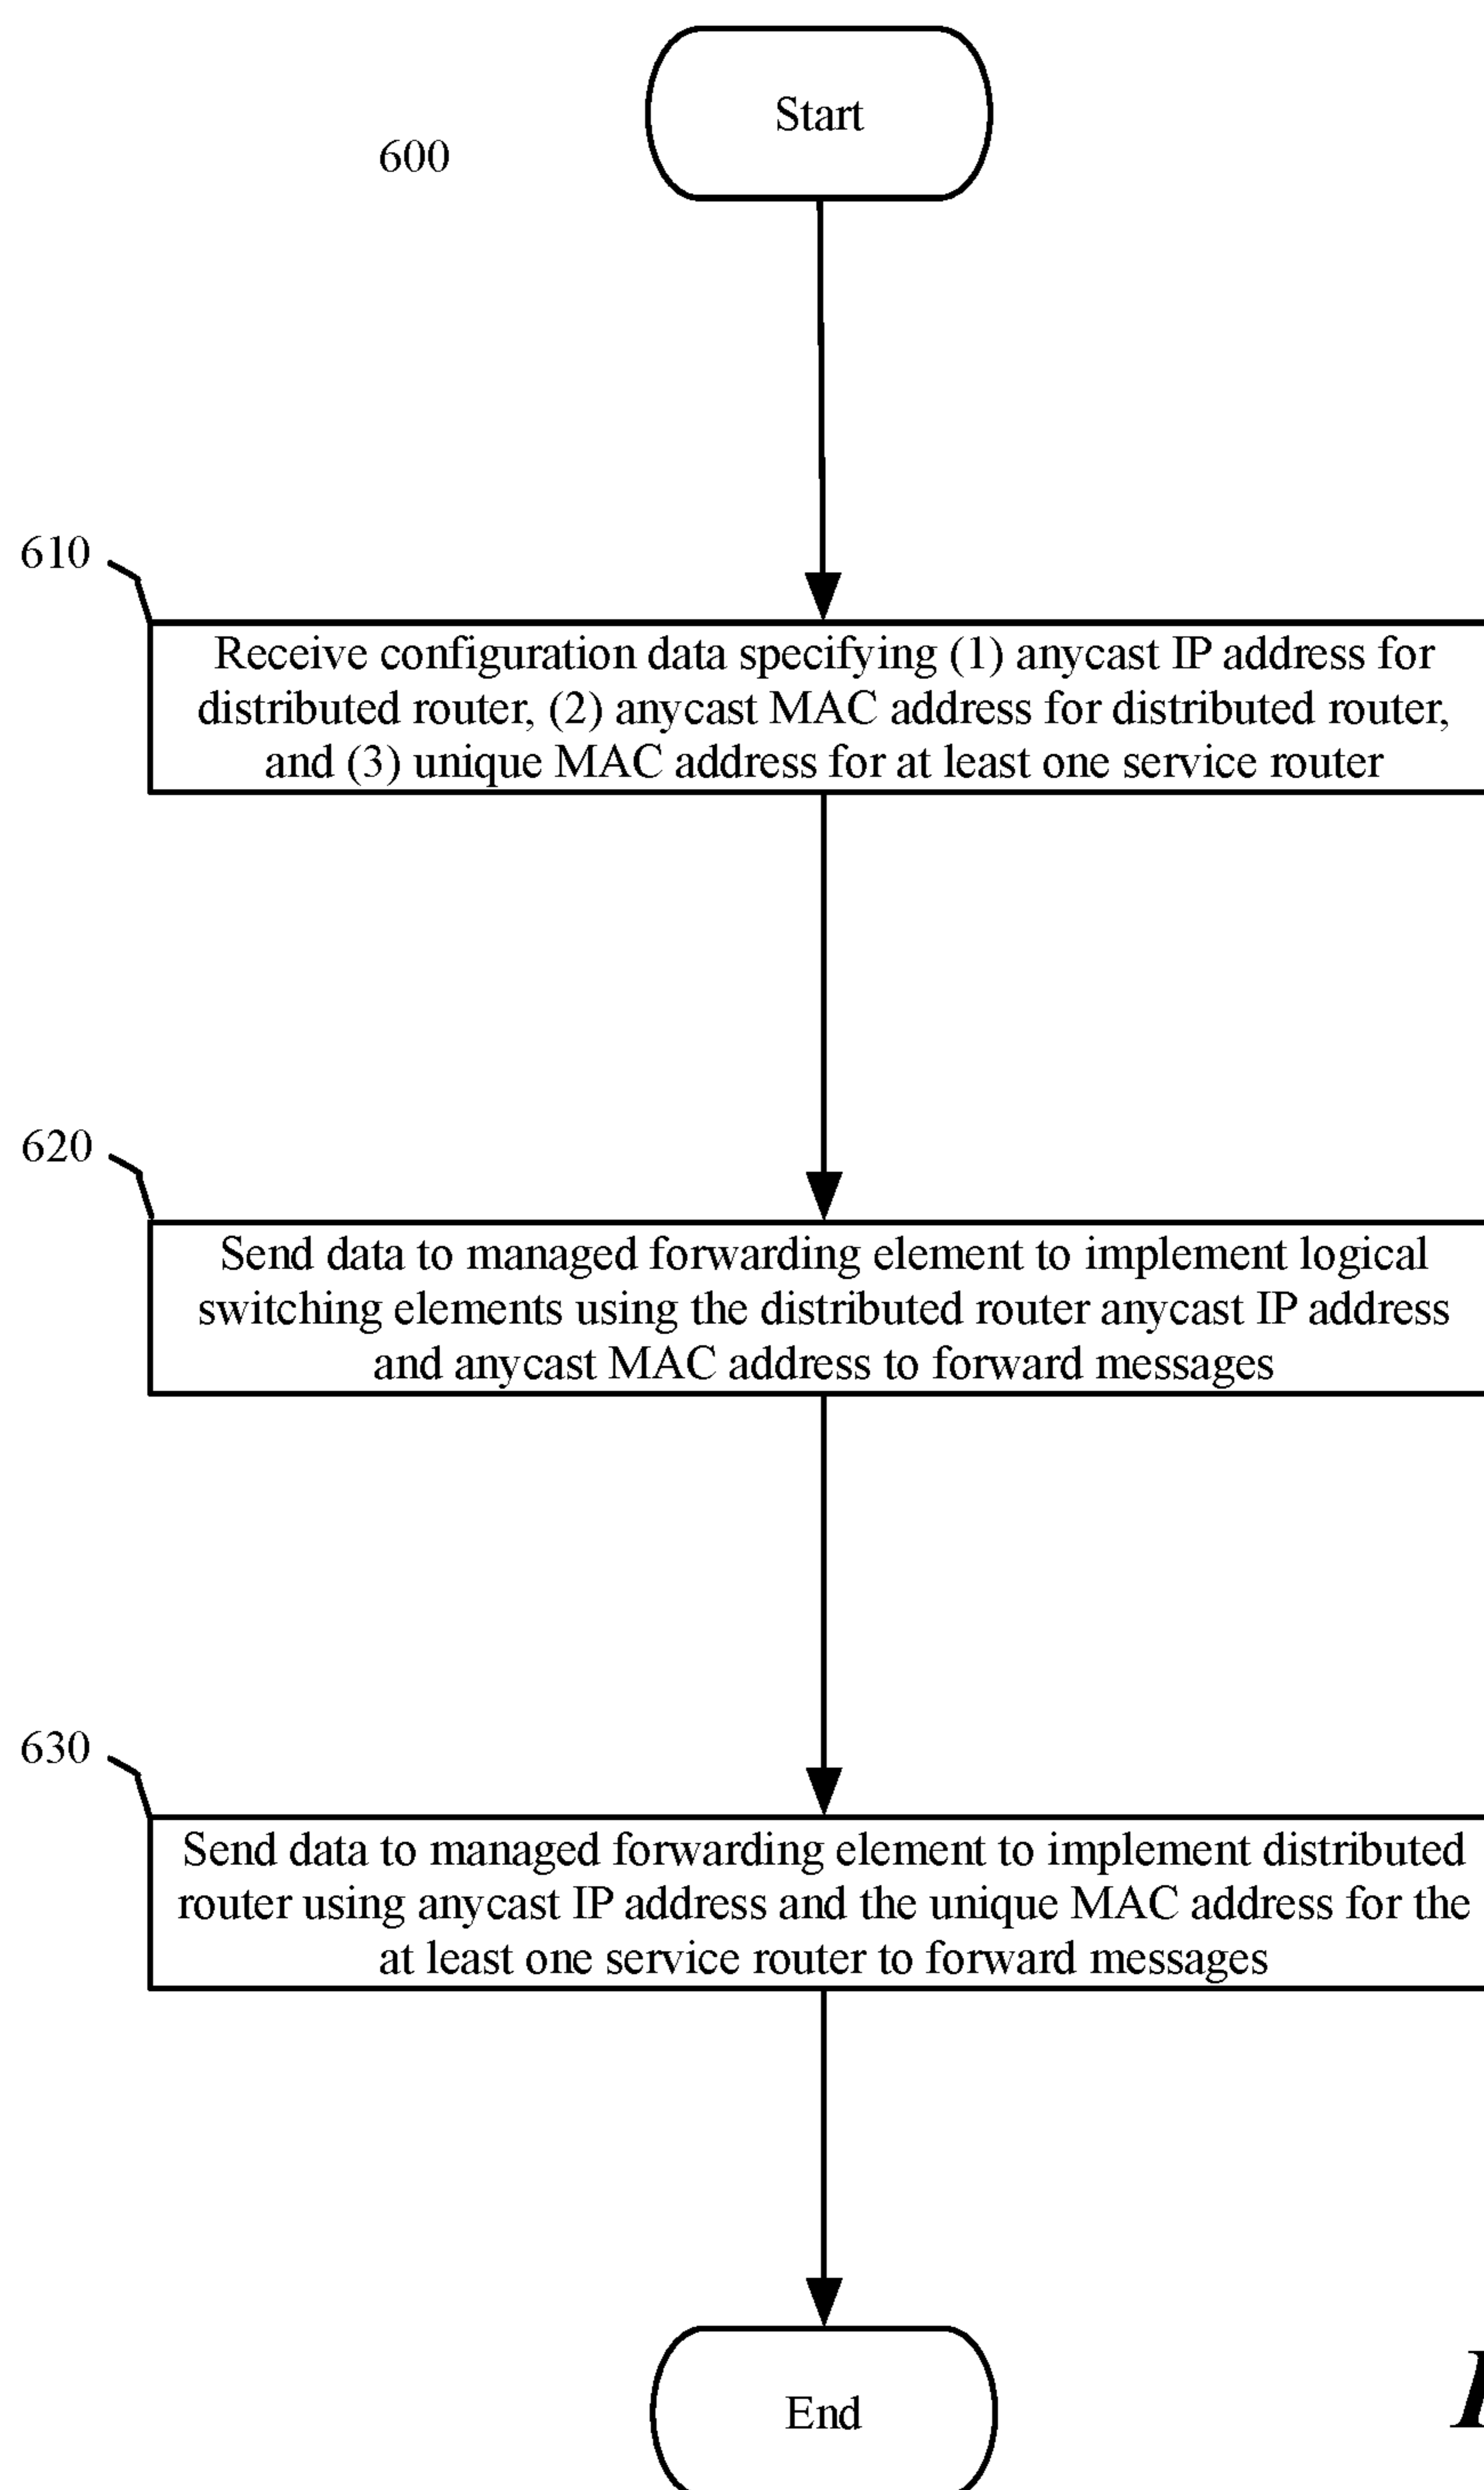 Start
600
610
Receive configuration data specifying (1) anycast IP address for
distributed router, (2) anycast MAC address for distributed router,
and (3) unique MAC address for at least one service router
620
Send data to managed forwarding element to implement logical
switching elements using the distributed router anycast IP address
and anycast MAC address to forward messages
630
Send data to managed forwarding element to implement distributed
router using anycast IP address and the unique MAC address for the
at least one service router to forward messages
End